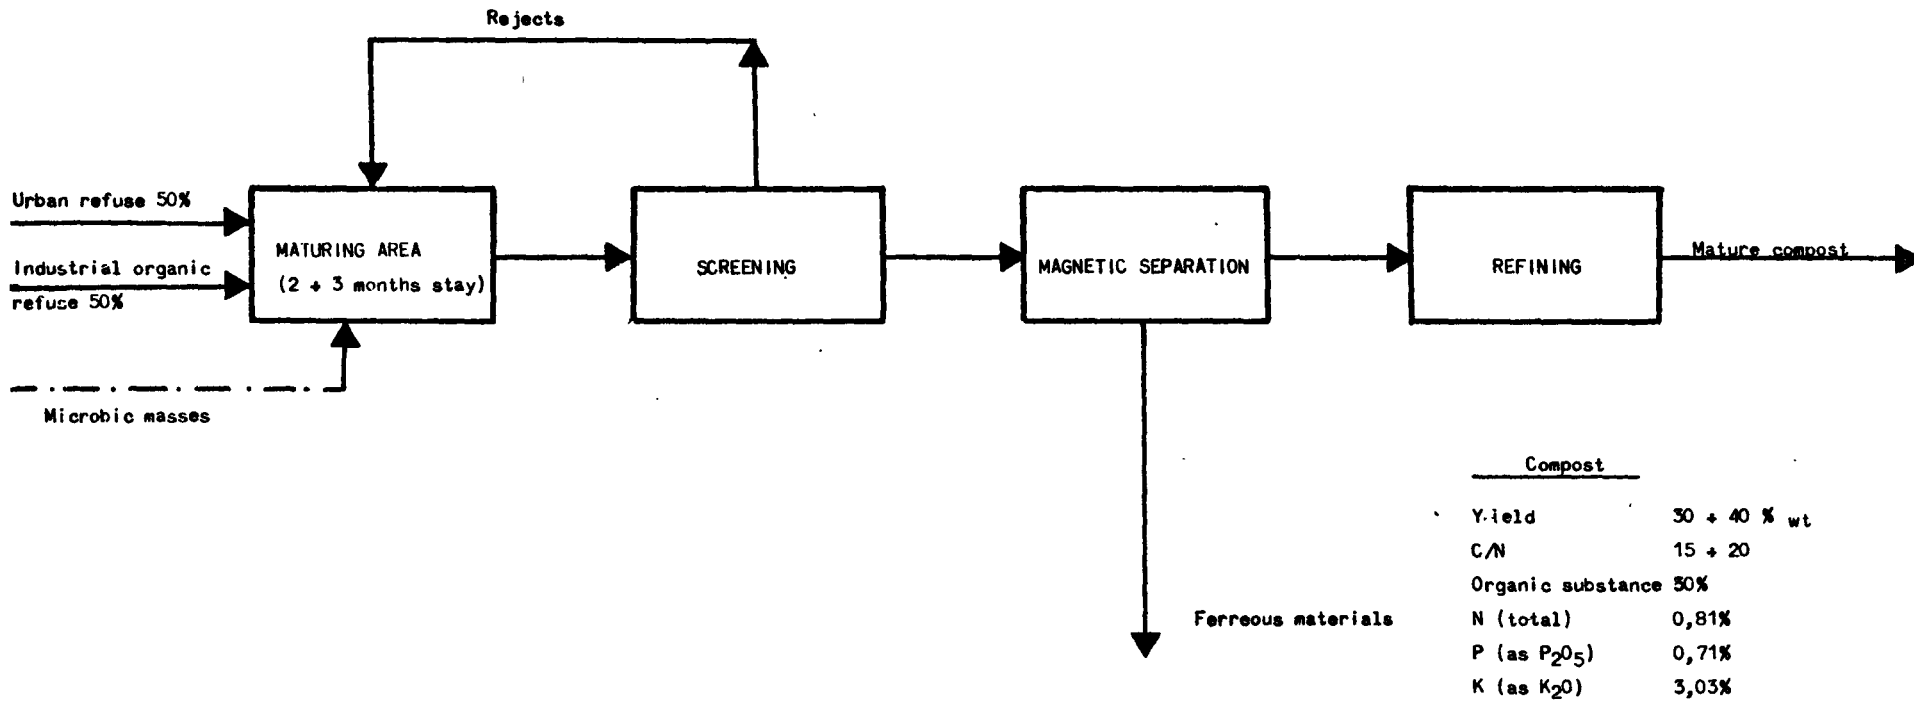 Rejects
Urban refuse 50%
Industrial organic
refuse 50%
MATURING AREA
(2 + 3 months stay)
SCREENING
MAGNETIC SEPARATION
REFINING
Mature compost
Microbic masses
Ferreous materials
Compost
Yield 30 + 40 % wt
C/N 15 + 20
Organic substance 50%
N (total) 0,81%
P (as P₂O₅) 0,71%
K (as K₂O) 3,03%